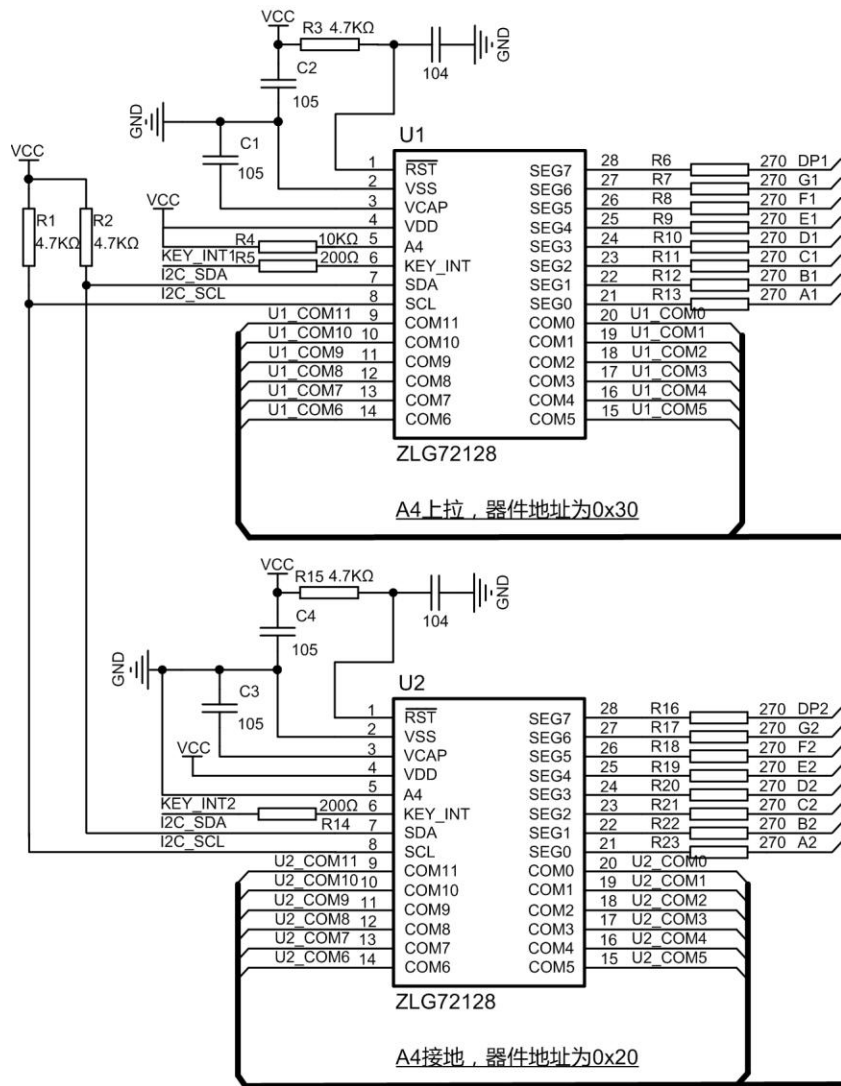 VCC R3 4.7KΩ
C2 104 GND
105
GND C1 U1
VCC 105
1 RST SEG7 28 R6 270 DP1
2 VSS SEG6 27 R7 270 G1
VCC 3 VCAP SEG5 26 R8 270 F1
R1 R2 4 VDD SEG4 25 R9 270 E1
4.7KΩ 4.7KΩ R4 10KΩ 5 A4 SEG3 24 R10 270 D1
KEY_INT1 R5 200Ω 6 KEY_INT SEG2 23 R11 270 C1
I2C_SDA 7 SDA SEG1 22 R12 270 B1
I2C_SCL 8 SCL SEG0 21 R13 270 A1
U1_COM11 9 COM11 COM0 20 U1_COM0
U1_COM10 10 COM10 COM1 19 U1_COM1
U1_COM9 11 COM9 COM2 18 U1_COM2
U1_COM8 12 COM8 COM3 17 U1_COM3
U1_COM7 13 COM7 COM4 16 U1_COM4
U1_COM6 14 COM6 COM5 15 U1_COM5
ZLG72128
A4上拉，器件地址为0x30
VCC R15 4.7KΩ
C4 104 GND
105
GND C3 U2
105
1 RST SEG7 28 R16 270 DP2
2 VSS SEG6 27 R17 270 G2
VCC 3 VCAP SEG5 26 R18 270 F2
4 VDD SEG4 25 R19 270 E2
5 A4 SEG3 24 R20 270 D2
KEY_INT2 200Ω 6 KEY_INT SEG2 23 R21 270 C2
I2C_SDA R14 7 SDA SEG1 22 R22 270 B2
I2C_SCL 8 SCL SEG0 21 R23 270 A2
U2_COM11 9 COM11 COM0 20 U2_COM0
U2_COM10 10 COM10 COM1 19 U2_COM1
U2_COM9 11 COM9 COM2 18 U2_COM2
U2_COM8 12 COM8 COM3 17 U2_COM3
U2_COM7 13 COM7 COM4 16 U2_COM4
U2_COM6 14 COM6 COM5 15 U2_COM5
ZLG72128
A4接地，器件地址为0x20